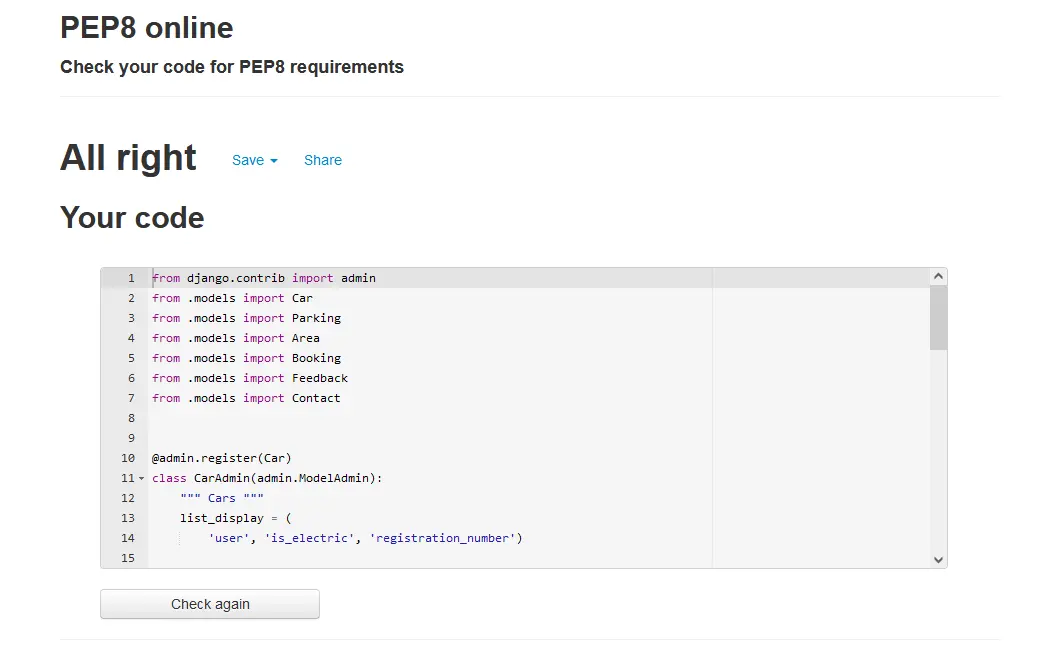 PEP8 online
Check your code for PEP8 requirements
All right Save Share
Your code
1 from django.contrib import admin
2 from .models import Car
3 from .models import Parking
4 from .models import Area
5 from .models import Booking
6 from .models import Feedback
7 from .models import Contact
8
9
10 @admin.register(Car)
11 class CarAdmin(admin.ModelAdmin):
12     """ Cars """
13     list_display = (
14         'user', 'is_electric', 'registration_number')
15
Check again